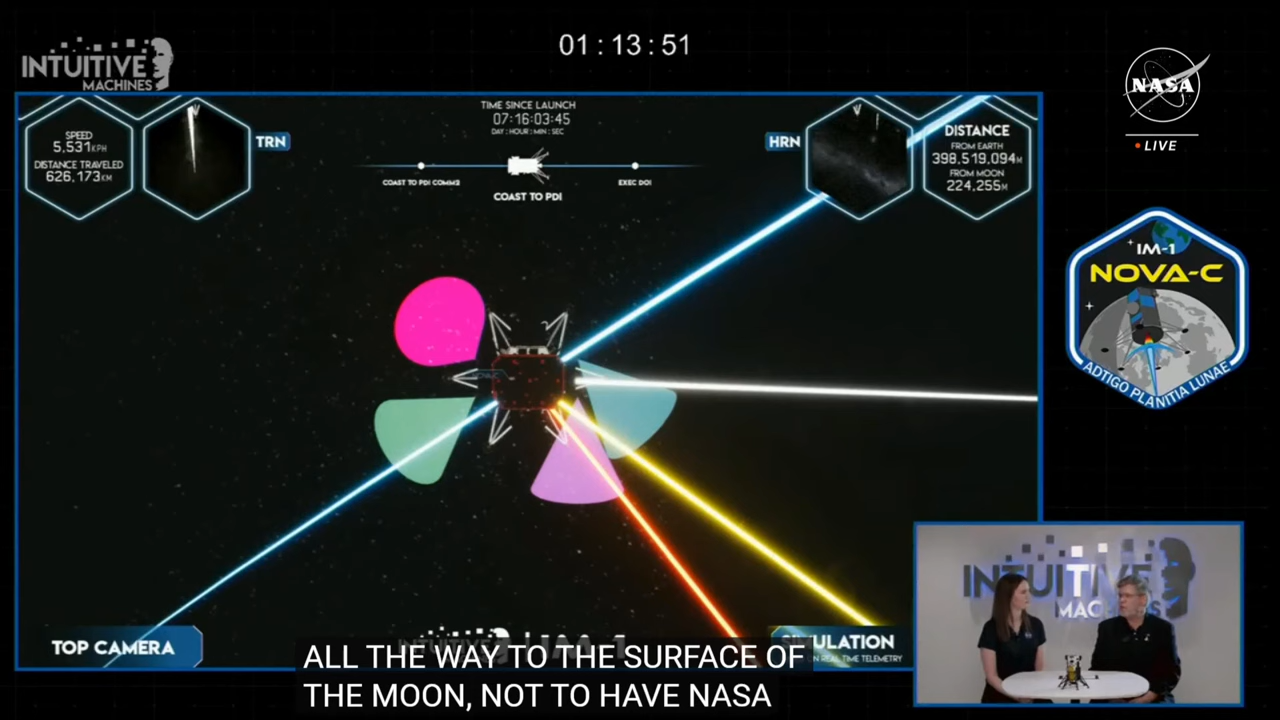 INTUITIVE
MACHINES
01 : 13 : 51
NASA
LIVE
SPEED
5,531KPH
DISTANCE TRAVELED
626,173KM
TRN
TIME SINCE LAUNCH
07:16:03:45
DAY : HOUR : MIN : SEC
COAST TO PDI COMM3
COAST TO PDI
EXEC DOI
HRN
DISTANCE
FROM EARTH
398,519,094M
FROM MOON
224,255M
IM-1
NOVA-C
ADTIGO PLANITIA LUNAE
TOP CAMERA
SIMULATION
N REAL TIME TELEMETRY
ALL THE WAY TO THE SURFACE OF
THE MOON, NOT TO HAVE NASA
INTUITIVE